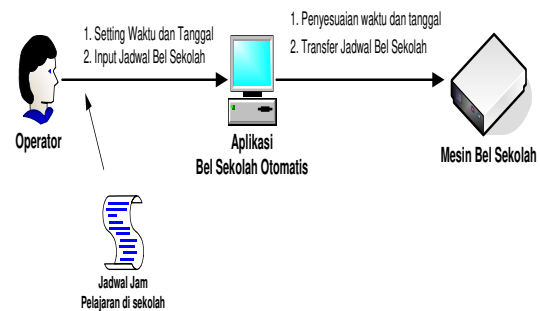 1. Setting Waktu dan Tanggal
2. Input Jadwal Bel Sekolah
1. Penyesuaian waktu dan tanggal
2. Transfer Jadwal Bel Sekolah
Operator
Aplikasi
Bel Sekolah Otomatis
Mesin Bel Sekolah
Jadwal Jam
Pelajaran di sekolah